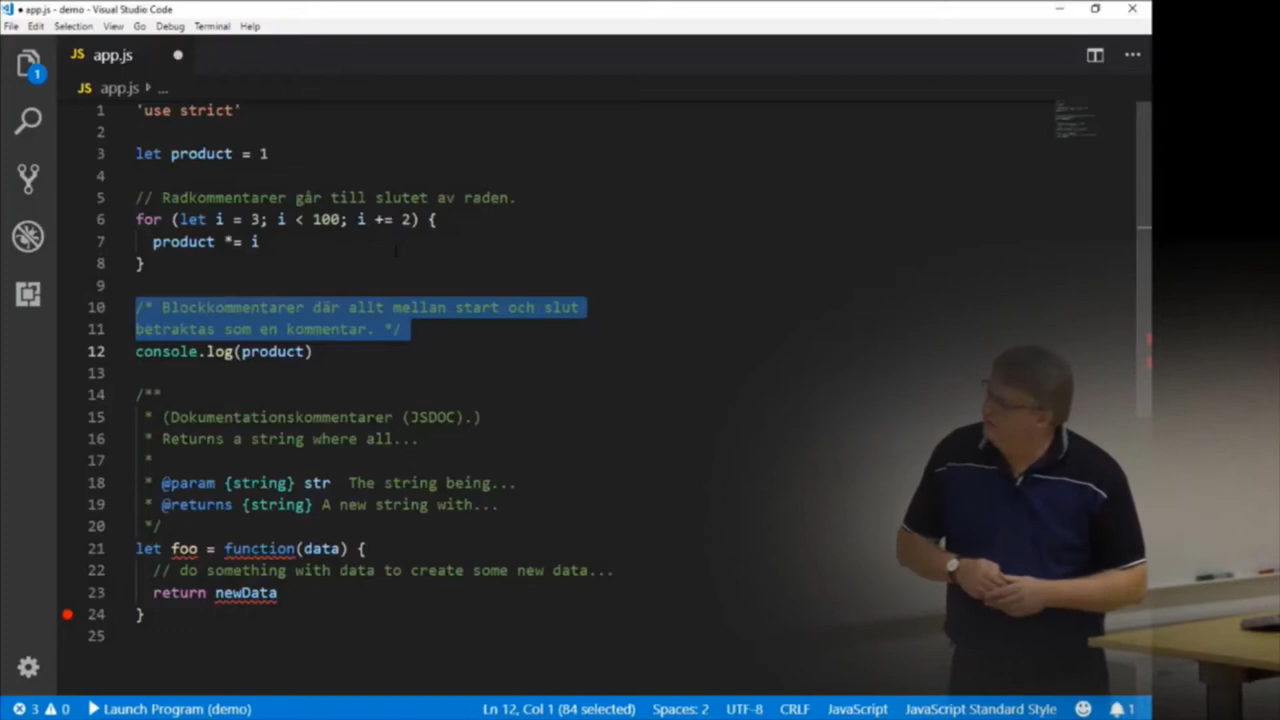 ● app.js - demo - Visual Studio Code
File Edit Selection View Go Debug Terminal Help
JS app.js ●
1
JS app.js ...
1 'use strict'
2
3 let product = 1
4
5 // Radkommentarer går till slutet av raden.
6 for (let i = 3; i < 100; i += 2) {
7 product *= i
8 }
9
10 /* Blockkommentarer där allt mellan start och slut
11 betraktas som en kommentar. */
12 console.log(product)
13
14 /**
15 * (Dokumentationskommentarer (JSDOC).)
16 * Returns a string where all...
17 *
18 * @param {string} str  The string being...
19 * @returns {string} A new string with...
20 */
21 let foo = function(data) {
22 // do something with data to create some new data...
23 return newData
24 }
25
3 0 Launch Program (demo) Ln 12, Col 1 (84 selected) Spaces: 2 UTF-8 CRLF JavaScript JavaScript Standard Style 1